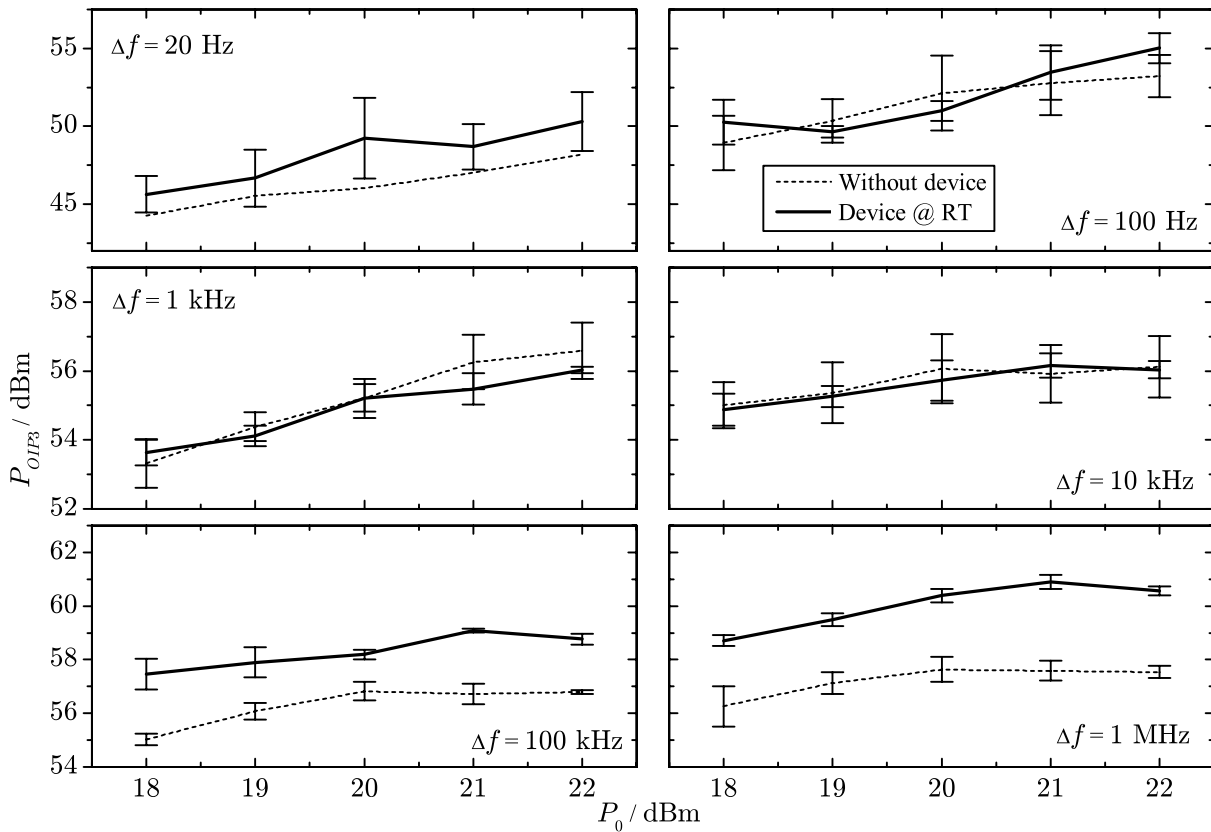 Δf = 20 Hz
55
50
45
Without device
Device @ RT
Δf = 100 Hz
Δf = 1 kHz
58
56
54
52
Δf = 10 kHz
P_OIP3 / dBm
62
60
58
56
54
Δf = 100 kHz
Δf = 1 MHz
18 19 20 21 22 18 19 20 21 22
P_0 / dBm